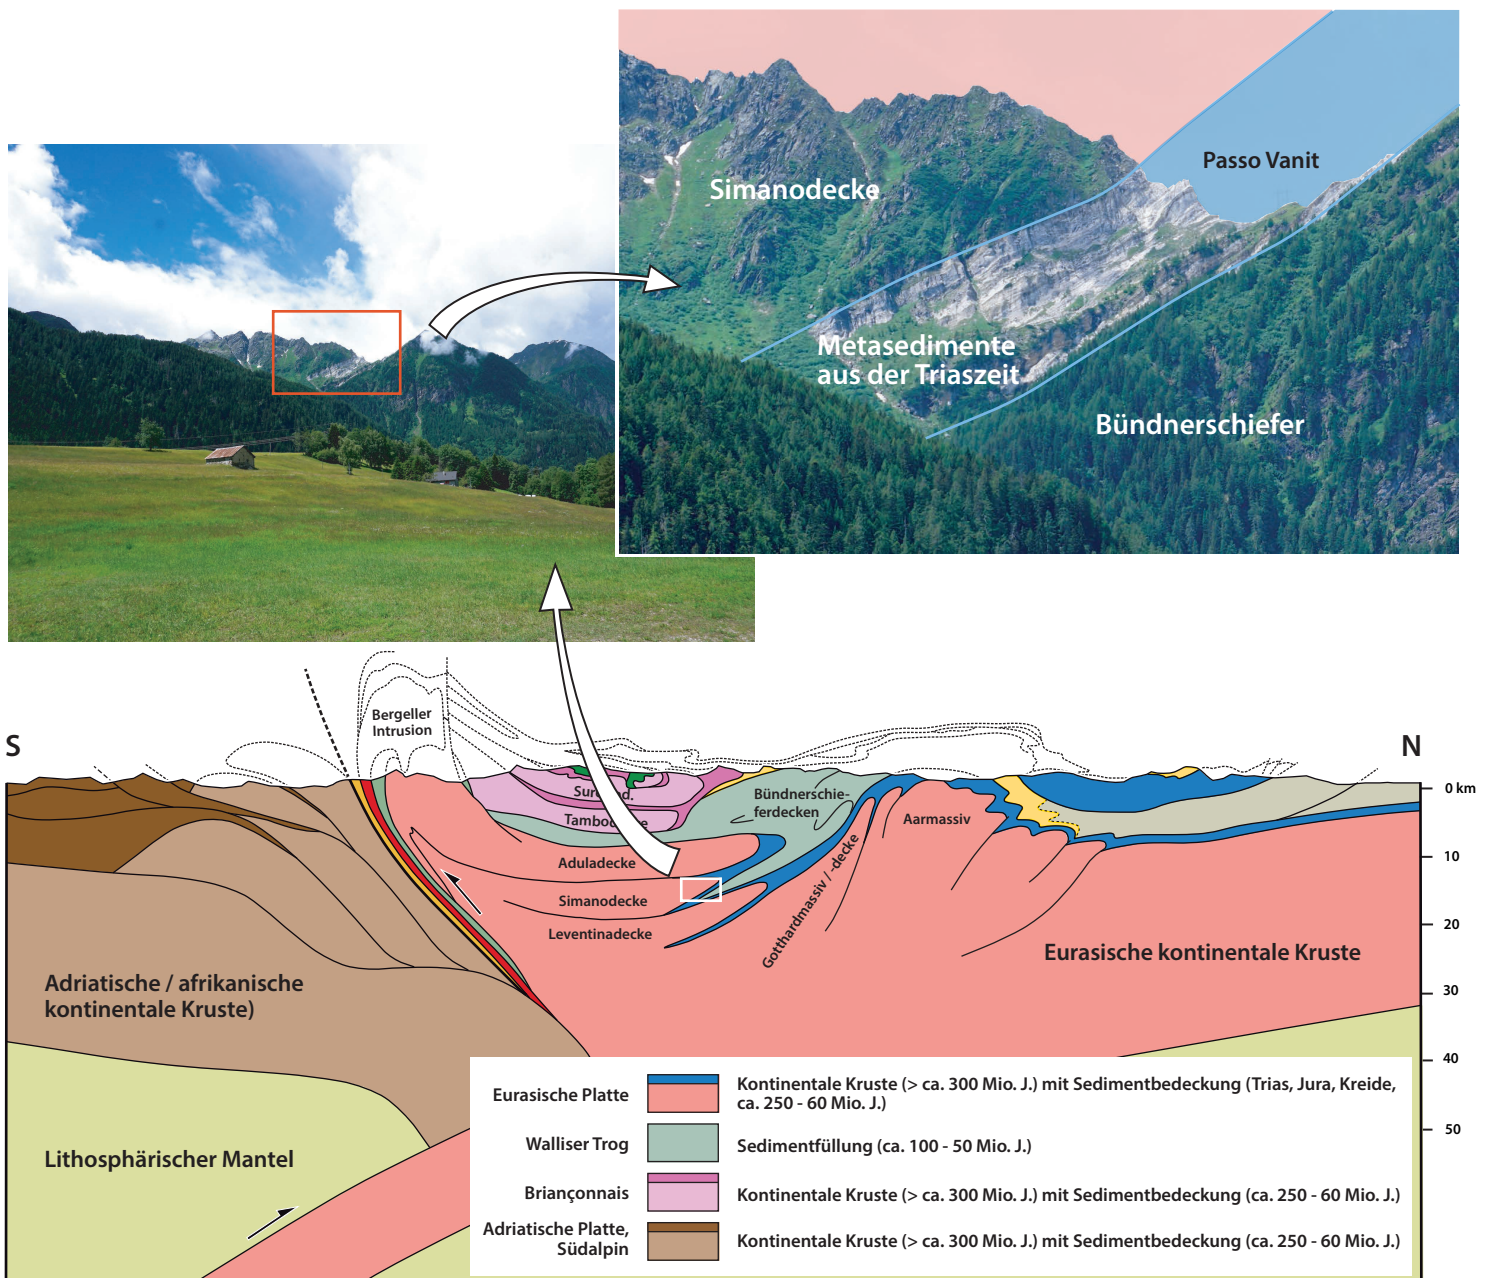 Passo Vanit
Simanodecke
Metasedimente
aus der Triaszeit
Bündnerschiefer
Bergeller
Intrusion
S
N
0 km
10
20
30
40
50
Bündnerschie-
ferdecken
Aarmassiv
Aduladecke
Simanodecke
Leventinadecke
Gotthardmassiv / -decke
Eurasische kontinentale Kruste
Adriatische / afrikanische
kontinentale Kruste)
Lithosphärischer Mantel
Eurasische Platte
Kontinentale Kruste (> ca. 300 Mio. J.) mit Sedimentbedeckung (Trias, Jura, Kreide,
ca. 250 - 60 Mio. J.)
Walliser Trog
Sedimentfüllung (ca. 100 - 50 Mio. J.)
Briançonnais
Kontinentale Kruste (> ca. 300 Mio. J.) mit Sedimentbedeckung (ca. 250 - 60 Mio. J.)
Adriatische Platte,
Südalpin
Kontinentale Kruste (> ca. 300 Mio. J.) mit Sedimentbedeckung (ca. 250 - 60 Mio. J.)